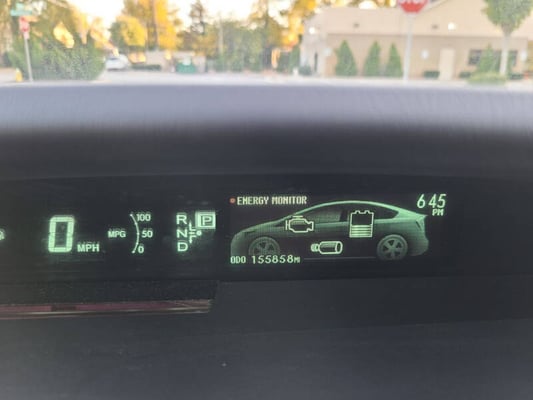 ENERGY MONITOR
6:45
PM
0 MPH
MPG
100
50
0
R
N
D
P
ODO 155858MI